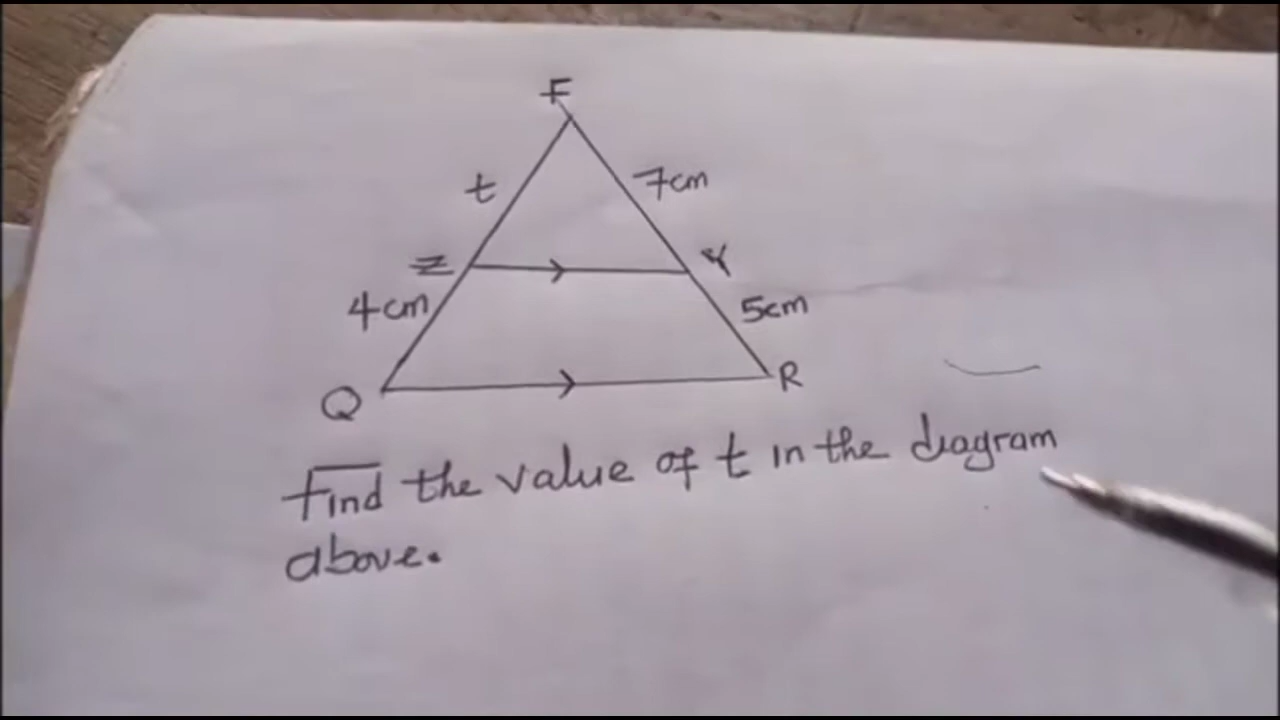 F
t 7cm
Z Y
4cm 5cm
Q R
Find the value of t in the diagram
above.